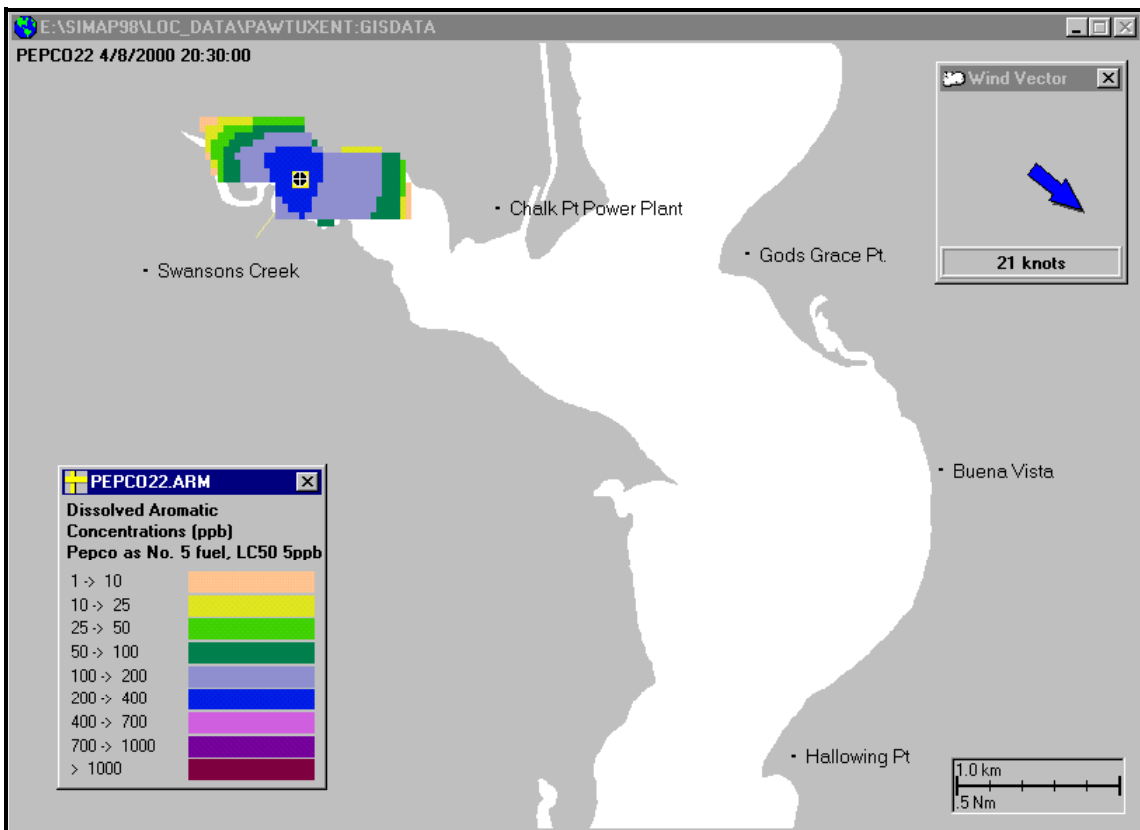 E:\SIMAP98\LOC_DATA\PAWTUXENT:GISDATA
PEPCO22 4/8/2000 20:30:00
Wind Vector
21 knots
Chalk Pt Power Plant
Gods Grace Pt.
Swansons Creek
Buena Vista
Hallowing Pt
PEPCO22.ARM
Dissolved Aromatic
Concentrations (ppb)
Pepco as No. 5 fuel, LC50 5ppb
1 -> 10
10 -> 25
25 -> 50
50 -> 100
100 -> 200
200 -> 400
400 -> 700
700 -> 1000
> 1000
1.0 km
.5 Nm